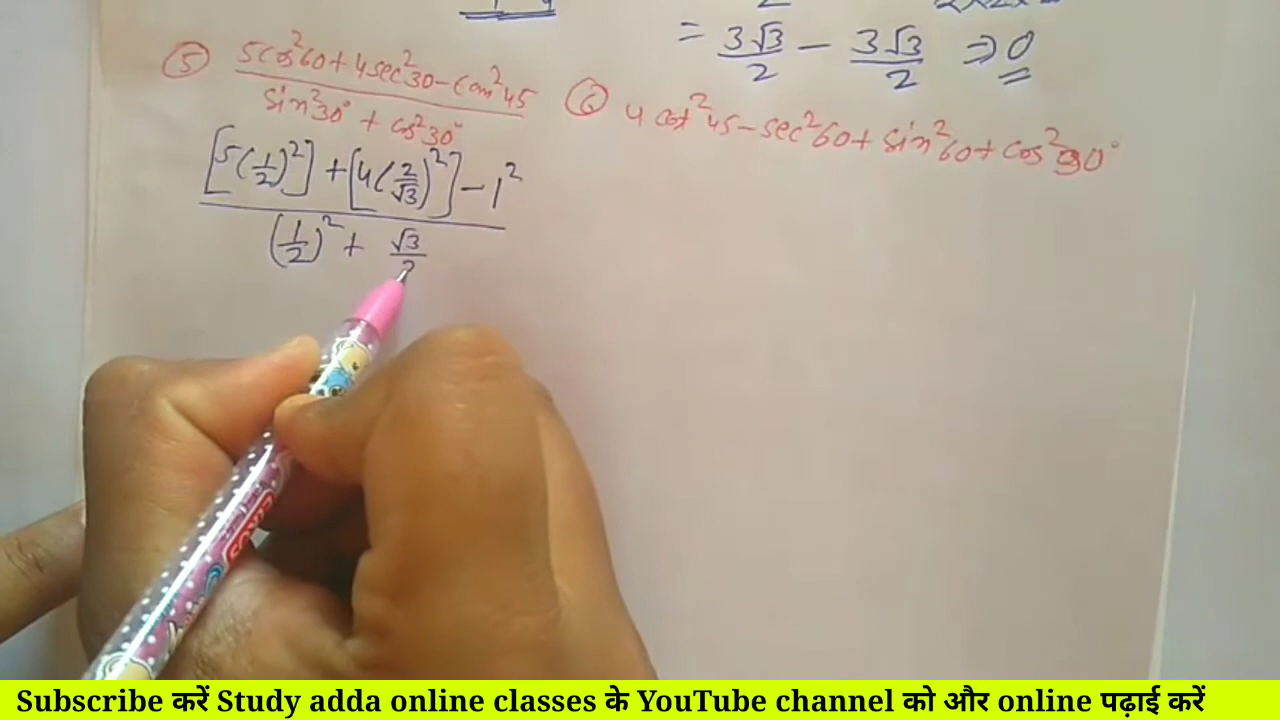 = 3√3/2 − 3√3/2 ⇒ 0
⑤ 5cos²60 + 4sec²30 − tan²45
sin²30° + cos²30°
[5(1/2)²] + [4(2/√3)²] − 1²
(1/2)² + √3/2
⑥ 4 cot²45 − sec²60 + sin²60 + cos²90°
Subscribe करें Study adda online classes के YouTube channel को और online पढ़ाई करें